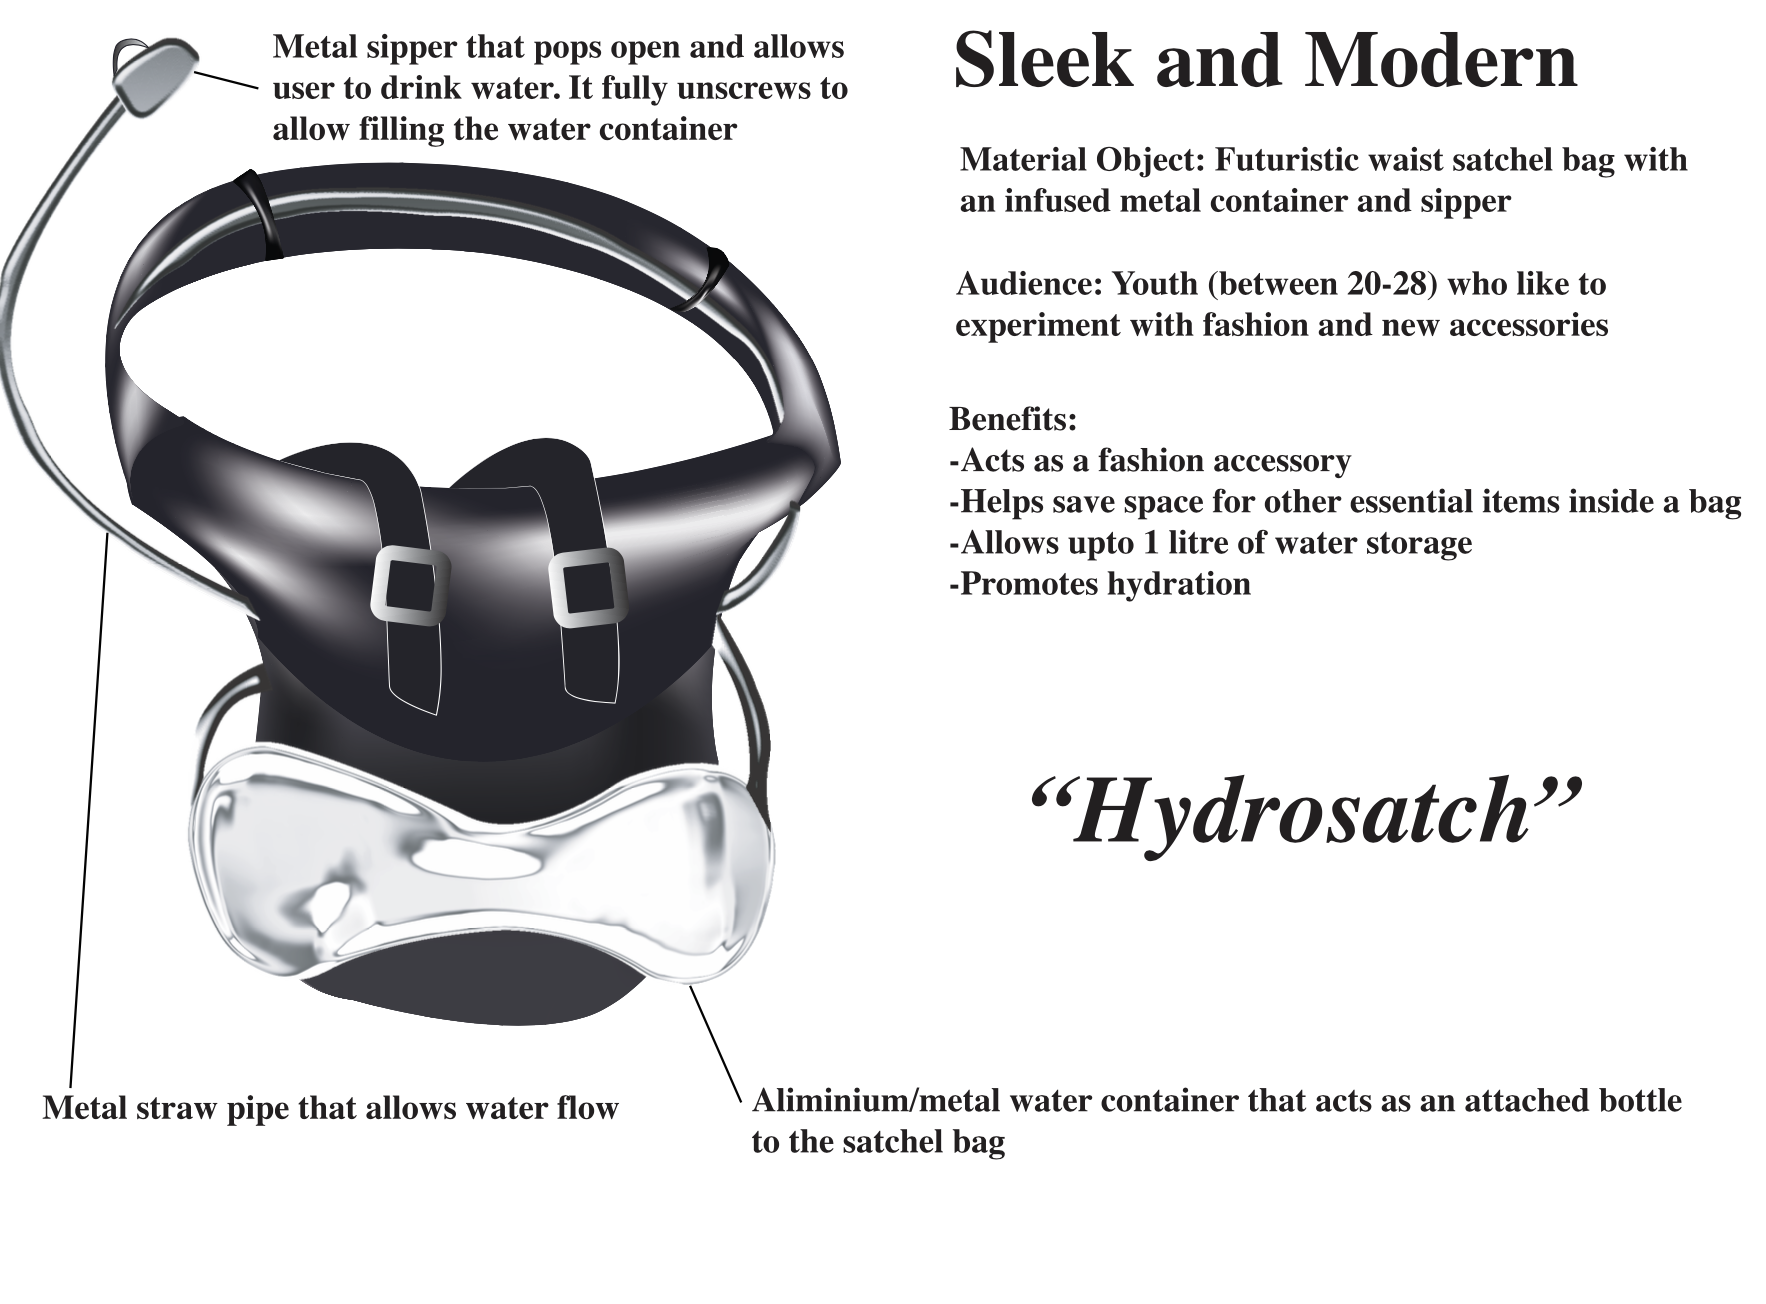 Metal sipper that pops open and allows
user to drink water. It fully unscrews to
allow filling the water container
Sleek and Modern
Material Object: Futuristic waist satchel bag with
an infused metal container and sipper
Audience: Youth (between 20-28) who like to
experiment with fashion and new accessories
Benefits:
-Acts as a fashion accessory
-Helps save space for other essential items inside a bag
-Allows upto 1 litre of water storage
-Promotes hydration
“Hydrosatch”
Metal straw pipe that allows water flow
Aliminium/metal water container that acts as an attached bottle
to the satchel bag